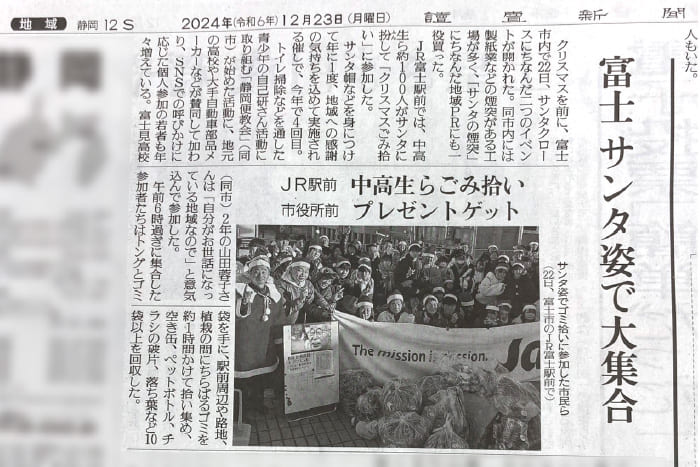 地域 静岡 12 S
2024年(令和6年)12月23日(月曜日) 讀賣新聞
んもいた。
富士 サンタ姿で大集合
JR駅前 中高生らごみ拾い
市役所前 プレゼントゲット
クリスマスを前に、富士
市内で22日、サンタクロー
スにちなんだ二つのイベン
トが開かれた。同市内には
製紙業などの煙突がある工
場が多く、「サンタの煙突」
にちなんだ地域PRにも一
役買った。
JR富士駅前では、中高
生ら約100人がサンタに
扮して「クリスマスごみ拾
い」に参加した。
サンタ帽などを身につけ
て年に1度、地域への感謝
の気持ちを込めて実施され
る催しで、今年で4回目。
トイレ掃除などを通した
青少年の自己研さん活動に
取り組む「静岡便教会」(同
市)が始めた活動に、地元
の高校や大手自動車部品メ
ーカーなどが賛同して加わ
り、SNSでの呼びかけに
応じた個人参加の若者も年
々増えている。富士見高校
(同市)2年の山田蓉子さ
んは「自分がお世話になっ
ている地域なので」と意気
込んで参加した。
午前6時過ぎに集合した
参加者たちはトングとゴミ
袋を手に、駅前周辺や路地、
植栽の間にちらばるゴミを
約1時間かけて拾い集め、
空き缶、ペットボトル、チ
ラシの破片、落ち葉など10
袋以上を回収した。
サンタ姿でゴミ拾いに参加した市民ら
(22日、富士市のJR富士駅前で)
The mission is passion.
Ja